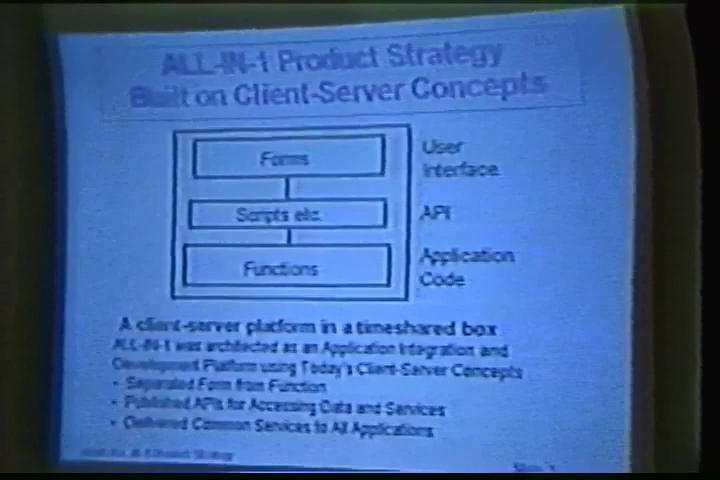 ALL-IN-1 Product Strategy
Built on Client-Server Concepts
Forms
User
Interface
Scripts etc.
API
Functions
Application
Code
A client-server platform in a timeshared box
ALL-IN-1 was architected as an Application Integration and
Development Platform using Today's Client-Server Concepts
• Separated Form from Function
• Published APIs for Accessing Data and Services
• Delivered Common Services to All Applications
Strategy
Slide